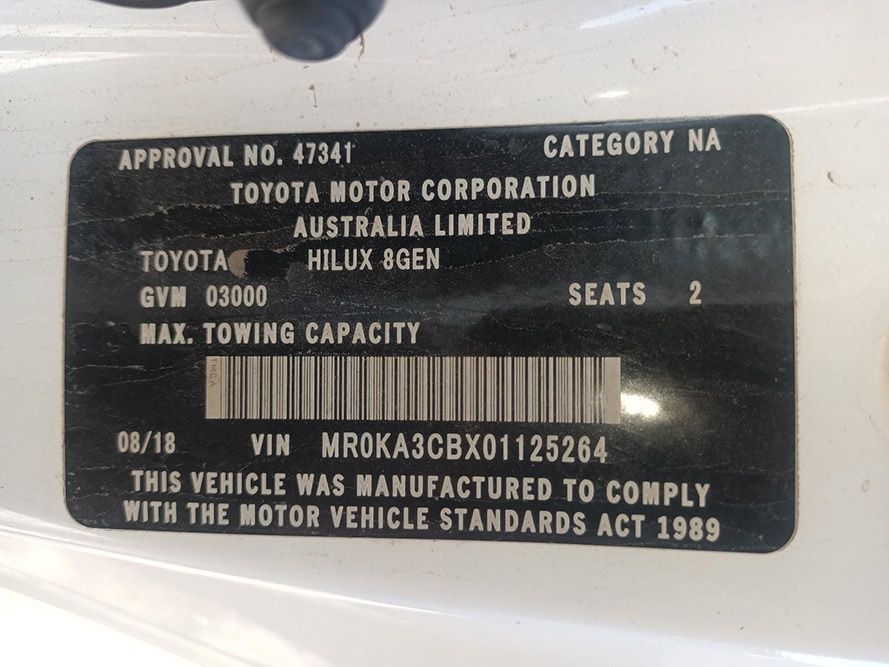 APPROVAL NO. 47341 CATEGORY NA
TOYOTA MOTOR CORPORATION
AUSTRALIA LIMITED
TOYOTA HILUX 8GEN
GVM 03000 SEATS 2
MAX. TOWING CAPACITY
TMCA
08/18 VIN MR0KA3CBX01125264
THIS VEHICLE WAS MANUFACTURED TO COMPLY
WITH THE MOTOR VEHICLE STANDARDS ACT 1989